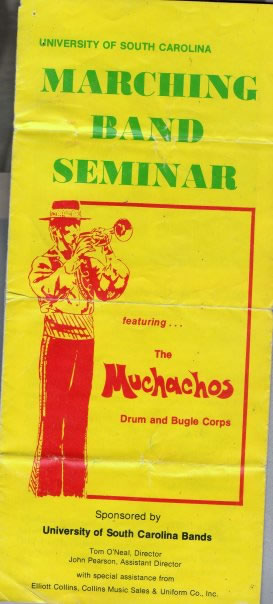 UNIVERSITY OF SOUTH CAROLINA
MARCHING
BAND
SEMINAR
featuring . . .
The
Muchachos
Drum and Bugle Corps
Sponsored by
University of South Carolina Bands
Tom O'Neal, Director
John Pearson, Assistant Director
with special assistance from
Elliott Collins, Collins Music Sales & Uniform Co., Inc.